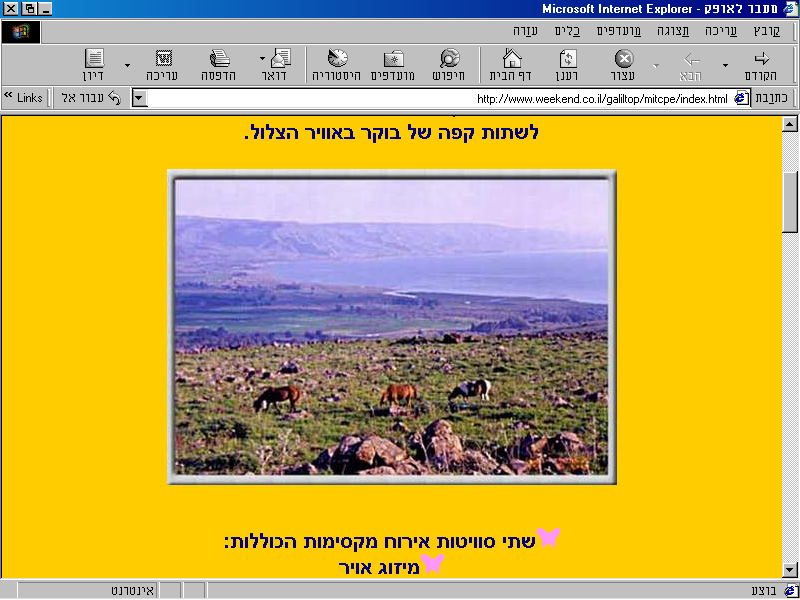 מעבר לאופק - Microsoft Internet Explorer
קובץ עריכה תצוגה מועדפים כלים עזרה
הקודם הבא עצור רענן דף הבית חיפוש מועדפים היסטוריה דואר הדפסה עריכה דיון
כתובת http://www.weekend.co.il/galiltop/mitcpe/index.html עבור אל Links
לשתות קפה של בוקר באוויר הצלול.
שתי סוויטות אירוח מקסימות הכוללות:
מיזוג אויר
בוצע אינטרנט